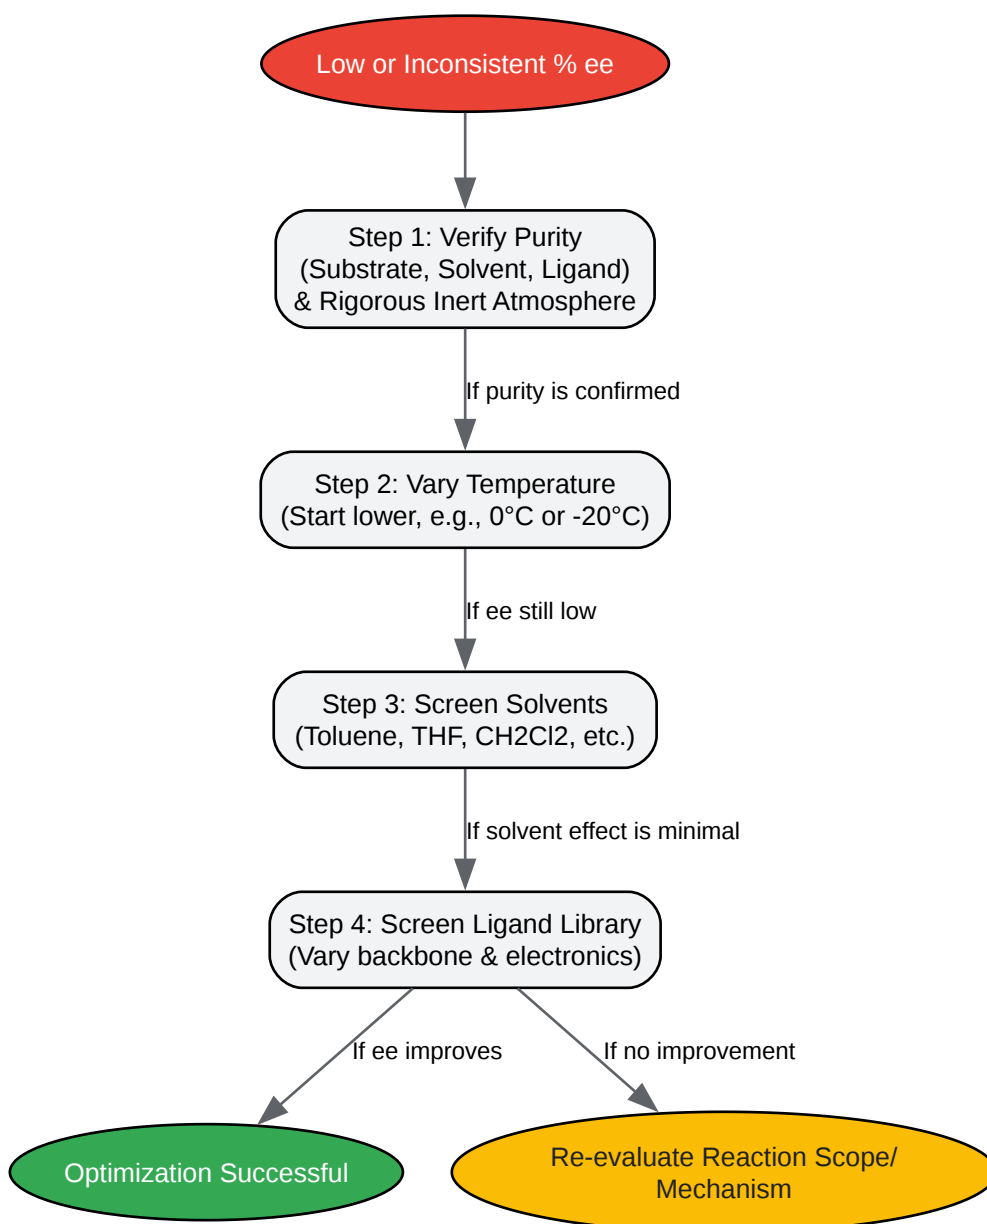 Low or Inconsistent % ee
Step 1: Verify Purity
(Substrate, Solvent, Ligand)
& Rigorous Inert Atmosphere
If purity is confirmed
Step 2: Vary Temperature
(Start lower, e.g., 0°C or -20°C)
If ee still low
Step 3: Screen Solvents
(Toluene, THF, CH2Cl2, etc.)
If solvent effect is minimal
Step 4: Screen Ligand Library
(Vary backbone & electronics)
If ee improves
If no improvement
Optimization Successful
Re-evaluate Reaction Scope/
Mechanism